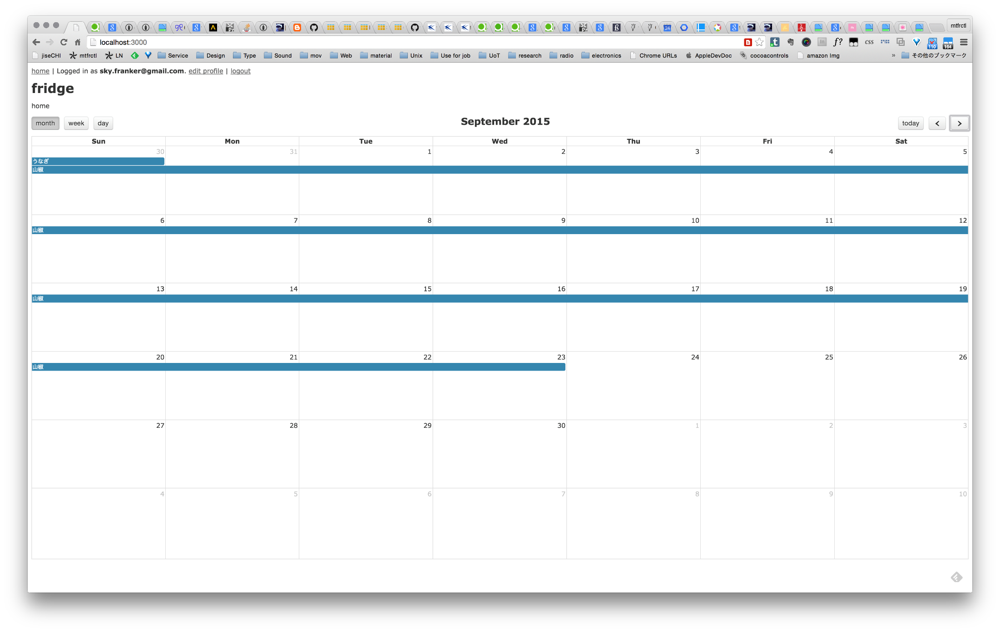 mtfrctl
localhost:3000
f? css 110 164
jiseCHI mtfrctl LN Service Design Type Sound mov Web material Unix Use for job UoT research radio electronics Chrome URLs AppleDevDoc cocoacontrols amazon Img » その他のブックマーク
home | Logged in as sky.franker@gmail.com. edit profile | logout
fridge
home
month week day September 2015 today < >
Sun Mon Tue Wed Thu Fri Sat
30 31 1 2 3 4 5
うなぎ
山椒
6 7 8 9 10 11 12
山椒
13 14 15 16 17 18 19
山椒
20 21 22 23 24 25 26
山椒
27 28 29 30 1 2 3
4 5 6 7 8 9 10